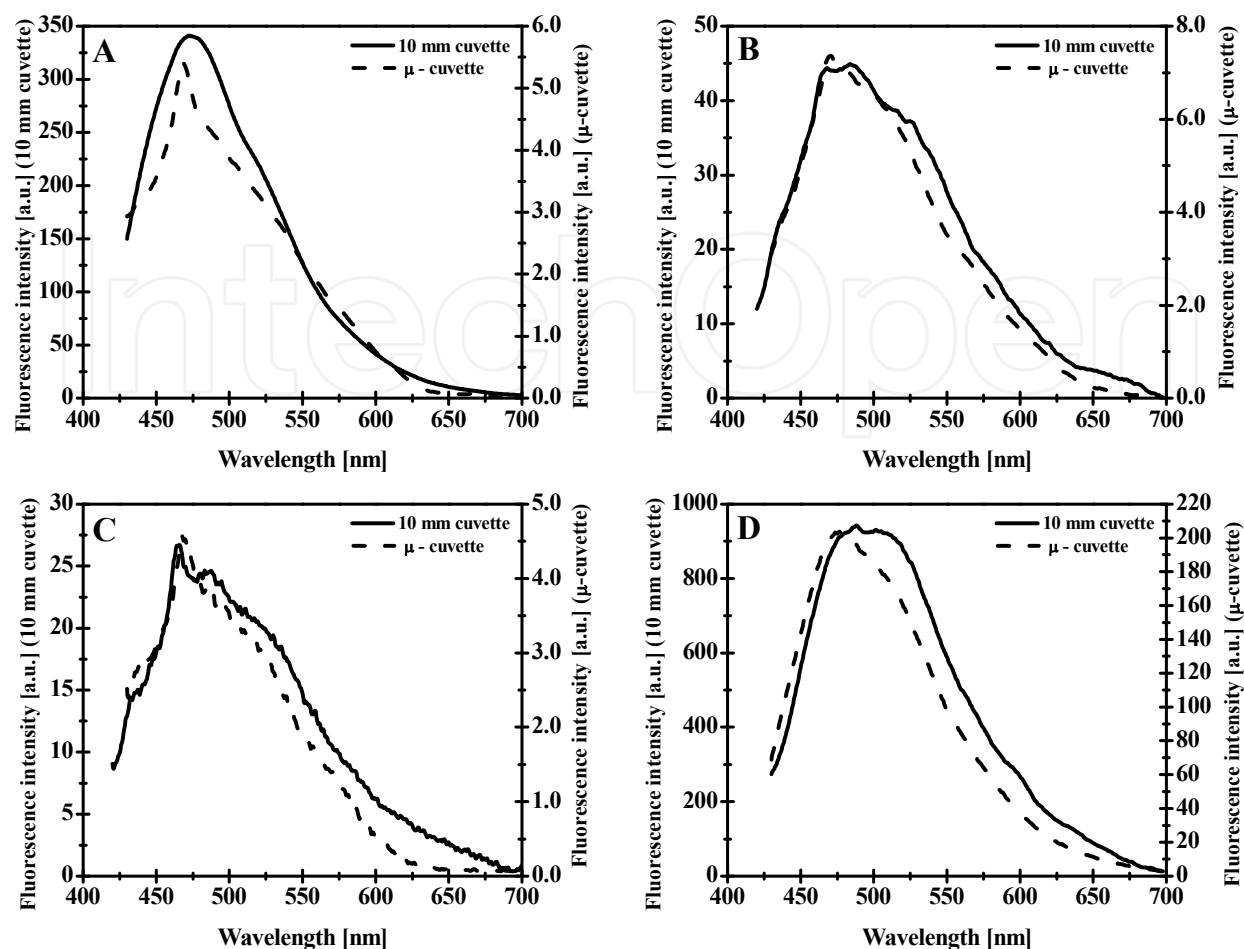 A
10 mm cuvette
μ - cuvette
Fluorescence intensity [a.u.] (10 mm cuvette)
350
300
250
200
150
100
50
0
Fluorescence intensity [a.u.] (μ-cuvette)
6.0
5.0
4.0
3.0
2.0
1.0
0.0
400 450 500 550 600 650 700
Wavelength [nm]
B
10 mm cuvette
μ - cuvette
Fluorescence intensity [a.u.] (10 mm cuvette)
50
40
30
20
10
0
Fluorescence intensity [a.u.] (μ-cuvette)
8.0
6.0
4.0
2.0
0.0
400 450 500 550 600 650 700
Wavelength [nm]
IntechOpen
C
10 mm cuvette
μ - cuvette
Fluorescence intensity [a.u.] (10 mm cuvette)
30
25
20
15
10
5
0
Fluorescence intensity [a.u.] (μ-cuvette)
5.0
4.0
3.0
2.0
1.0
0.0
400 450 500 550 600 650 700
Wavelength [nm]
D
10 mm cuvette
μ - cuvette
Fluorescence intensity [a.u.] (10 mm cuvette)
1000
800
600
400
200
0
Fluorescence intensity [a.u.] (μ-cuvette)
220
200
180
160
140
120
100
80
60
40
20
0
400 450 500 550 600 650 700
Wavelength [nm]